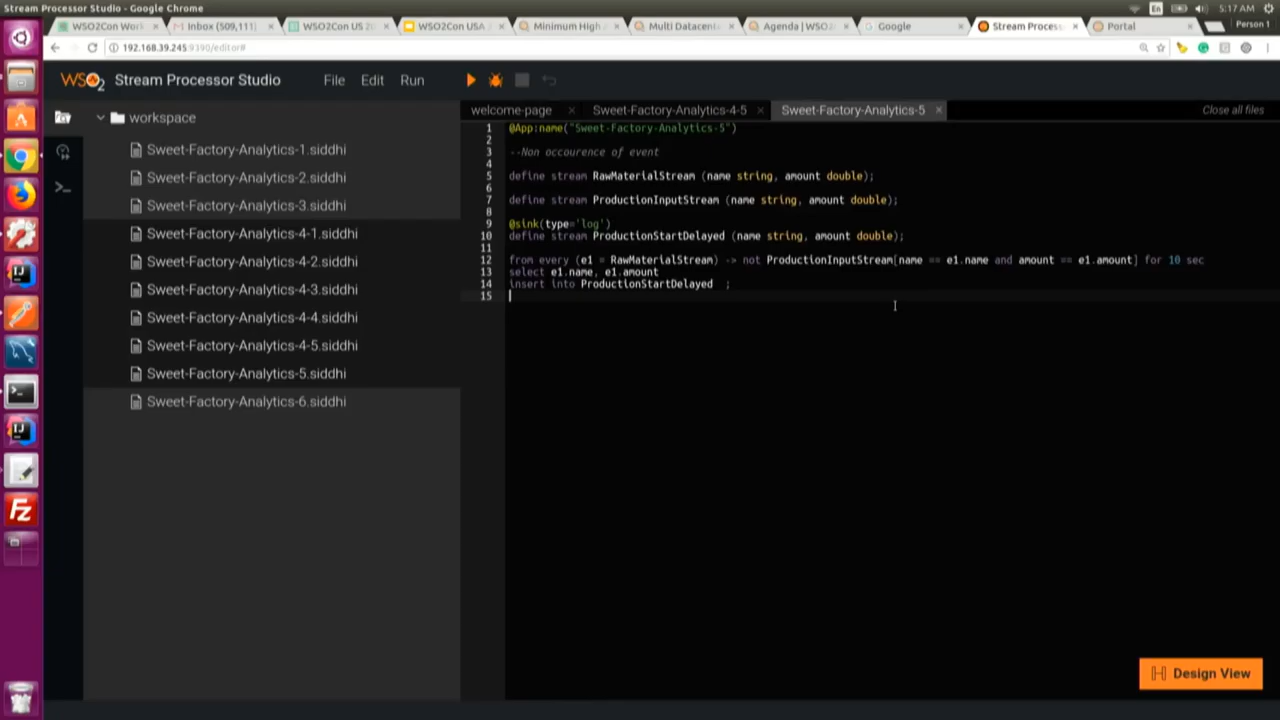 Stream Processor Studio - Google Chrome
En
5:17 AM
WSO2Con Work
Inbox (509,111)
WSO2Con US 20
WSO2Con USA
Minimum High
Multi Datacent
Agenda | WSO
Google
Stream Process
Portal
Person 1
192.168.39.245:9390/editor#
WSO2
Stream Processor Studio
File
Edit
Run
welcome-page
Sweet-Factory-Analytics-4-5
Sweet-Factory-Analytics-5
Close all files
workspace
Sweet-Factory-Analytics-1.siddhi
Sweet-Factory-Analytics-2.siddhi
Sweet-Factory-Analytics-3.siddhi
Sweet-Factory-Analytics-4-1.siddhi
Sweet-Factory-Analytics-4-2.siddhi
Sweet-Factory-Analytics-4-3.siddhi
Sweet-Factory-Analytics-4-4.siddhi
Sweet-Factory-Analytics-4-5.siddhi
Sweet-Factory-Analytics-5.siddhi
Sweet-Factory-Analytics-6.siddhi
1 @App:name("Sweet-Factory-Analytics-5")
2
3 --Non occourence of event
4
5 define stream RawMaterialStream (name string, amount double);
6
7 define stream ProductionInputStream (name string, amount double);
8
9 @sink(type='log')
10 define stream ProductionStartDelayed (name string, amount double);
11
12 from every (e1 = RawMaterialStream) -> not ProductionInputStream[name == e1.name and amount == e1.amount] for 10 sec
13 select e1.name, e1.amount
14 insert into ProductionStartDelayed ;
15
Design View